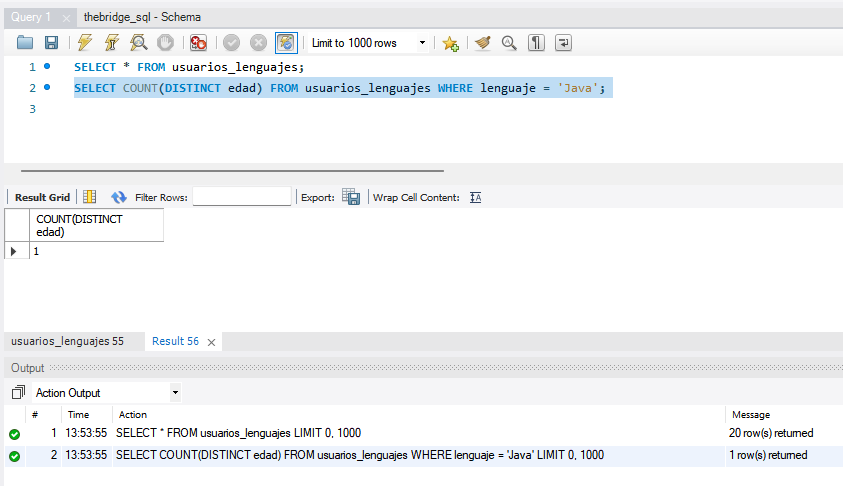 Query 1 thebridge_sql - Schema
Limit to 1000 rows
1 SELECT * FROM usuarios_lenguajes;
2 SELECT COUNT(DISTINCT edad) FROM usuarios_lenguajes WHERE lenguaje = 'Java';
3
Result Grid Filter Rows: Export: Wrap Cell Content:
COUNT(DISTINCT
edad)
1
usuarios_lenguajes 55 Result 56
Output
Action Output
# Time Action Message
1 13:53:55 SELECT * FROM usuarios_lenguajes LIMIT 0, 1000 20 row(s) returned
2 13:53:55 SELECT COUNT(DISTINCT edad) FROM usuarios_lenguajes WHERE lenguaje = 'Java' LIMIT 0, 1000 1 row(s) returned